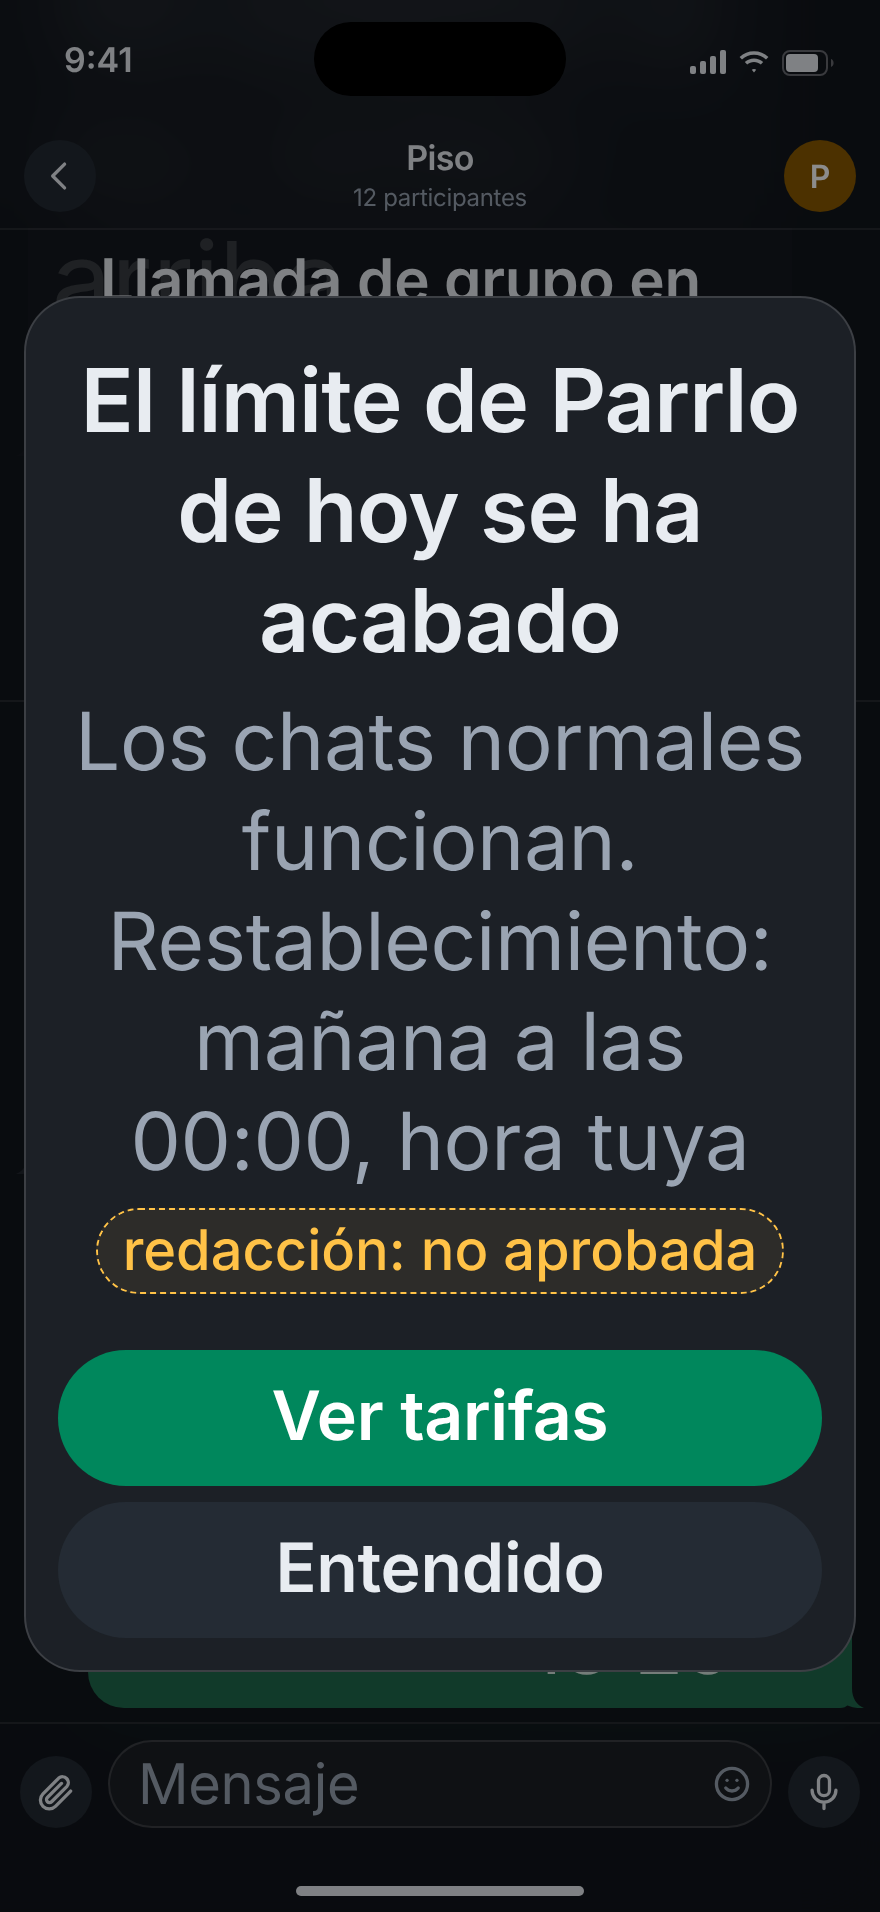 9:41
Piso
12 participantes
P
arriba
Llamada de grupo en
El límite de Parrlo
de hoy se ha
acabado
Los chats normales
funcionan.
Restablecimiento:
mañana a las
00:00, hora tuya
redacción: no aprobada
Ver tarifas
Entendido
Mensaje